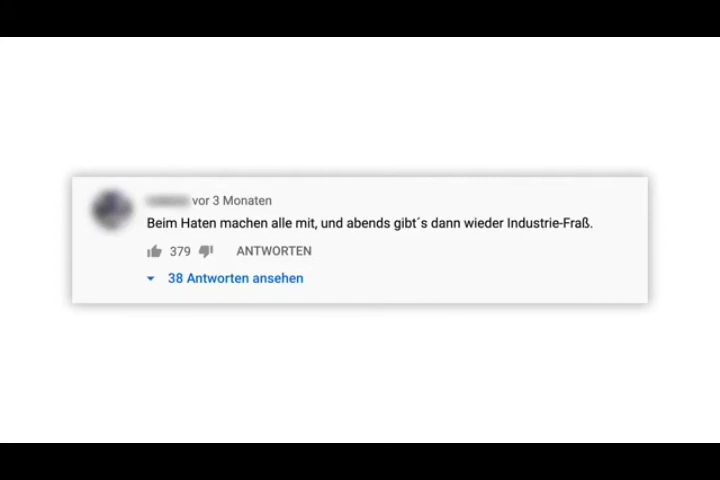 vor 3 Monaten
Beim Haten machen alle mit, und abends gibt´s dann wieder Industrie-Fraß.
379 ANTWORTEN
38 Antworten ansehen